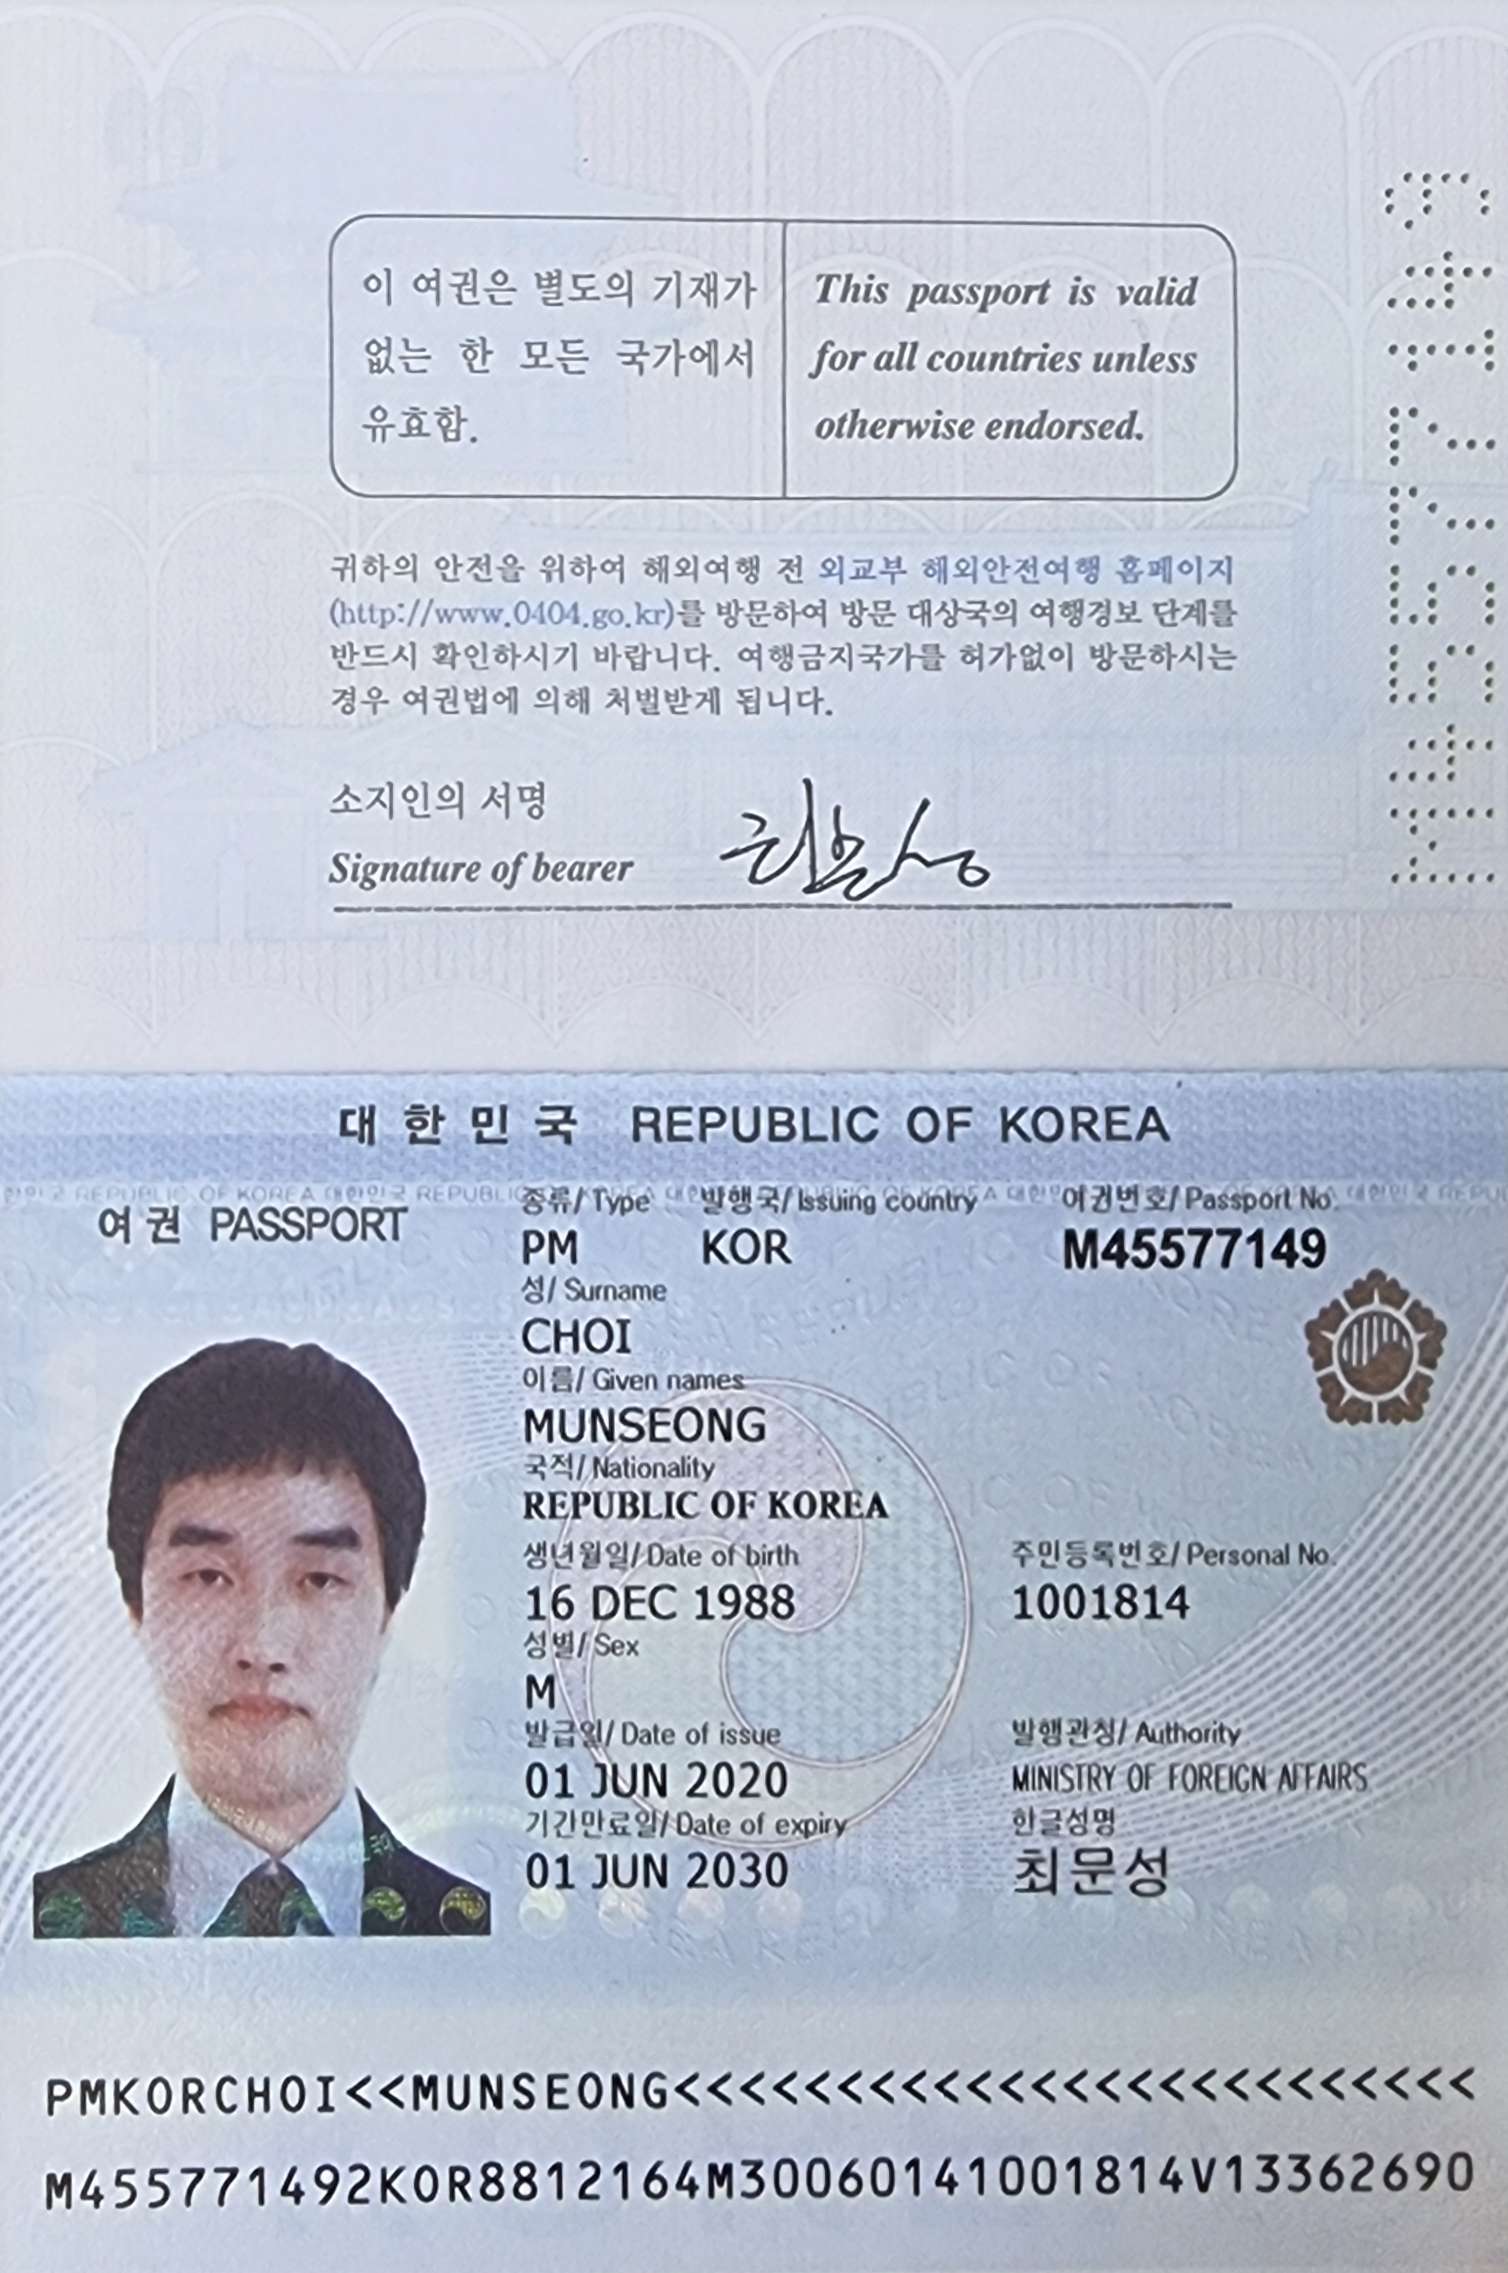 이 여권은 별도의 기재가
없는 한 모든 국가에서
유효함.
This passport is valid
for all countries unless
otherwise endorsed.
귀하의 안전을 위하여 해외여행 전 외교부 해외안전여행 홈페이지
(http://www.0404.go.kr)를 방문하여 방문 대상국의 여행경보 단계를
반드시 확인하시기 바랍니다. 여행금지국가를 허가없이 방문하시는
경우 여권법에 의해 처벌받게 됩니다.
소지인의 서명
Signature of bearer
최문성
대한민국 REPUBLIC OF KOREA
여권 PASSPORT
종류/ Type 발행국/ Issuing country 여권번호/ Passport No.
PM KOR M45577149
성/ Surname
CHOI
이름/ Given names
MUNSEONG
국적/ Nationality
REPUBLIC OF KOREA
생년월일/ Date of birth 주민등록번호/ Personal No.
16 DEC 1988 1001814
성별/ Sex
M
발급일/ Date of issue 발행관청/ Authority
01 JUN 2020 MINISTRY OF FOREIGN AFFAIRS
기간만료일/ Date of expiry 한글성명
01 JUN 2030 최문성
PMKORCHOI<<MUNSEONG<<<<<<<<<<<<<<<<<<<<<<<<<
M455771492KOR8812164M30060141001814V13362690